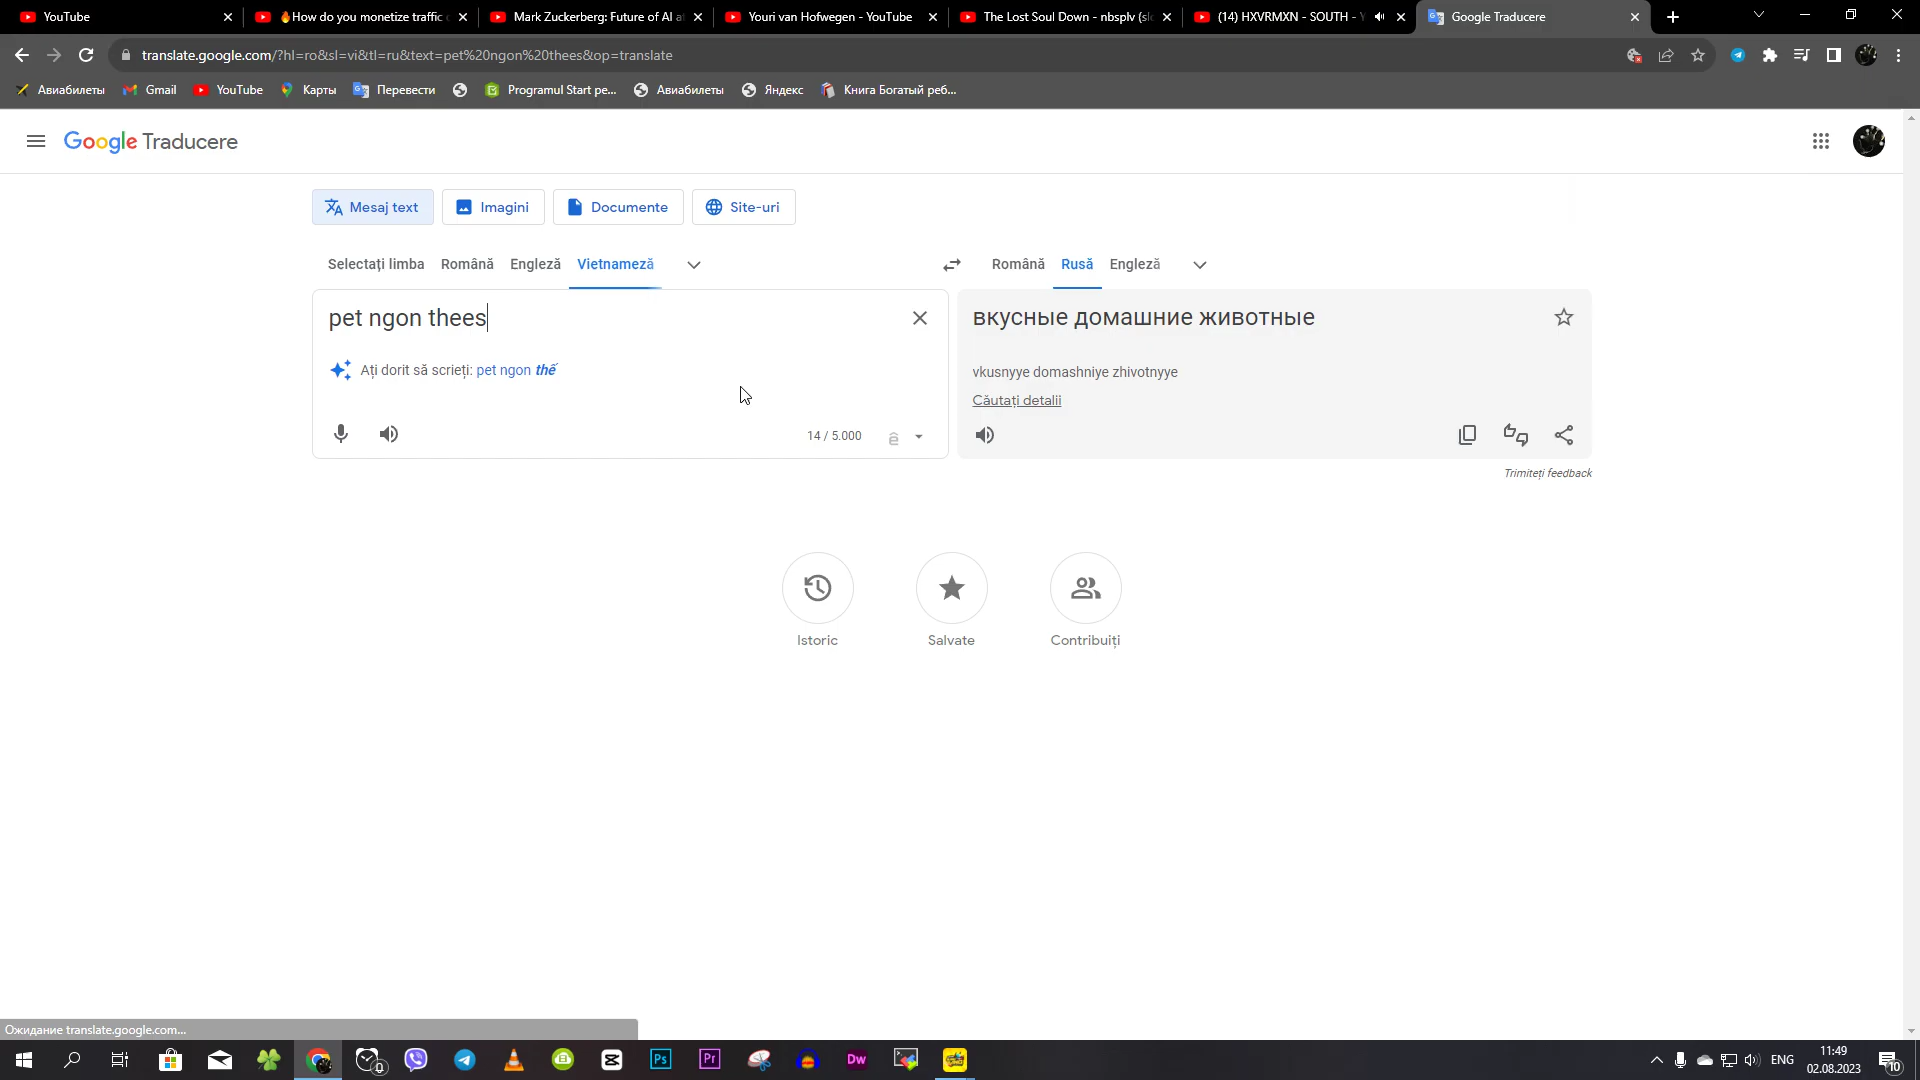 YouTube
🔥How do you monetize traffic
Mark Zuckerberg: Future of AI a
Youri van Hofwegen - YouTube
The Lost Soul Down - nbsplv (sl
(14) HXVRMXN - SOUTH - Y
Google Traducere
translate.google.com/?hl=ro&sl=vi&tl=ru&text=pet%20ngon%20thees&op=translate
Авиабилеты
Gmail
YouTube
Карты
Перевести
Programul Start pe...
Авиабилеты
Яндекс
Книга Богатый реб...
Google Traducere
Mesaj text
Imagini
Documente
Site-uri
Selectați limba
Română
Engleză
Vietnameză
Română
Rusă
Engleză
pet ngon thees
вкусные домашние животные
Ați dorit să scrieți: pet ngon thế
vkusnyye domashniye zhivotnyye
Căutați detalii
14 / 5.000
Trimiteți feedback
Istoric
Salvate
Contribuiți
Ожидание translate.google.com...
Ps
Pr
Dw
ENG
11:49
02.08.2023
10